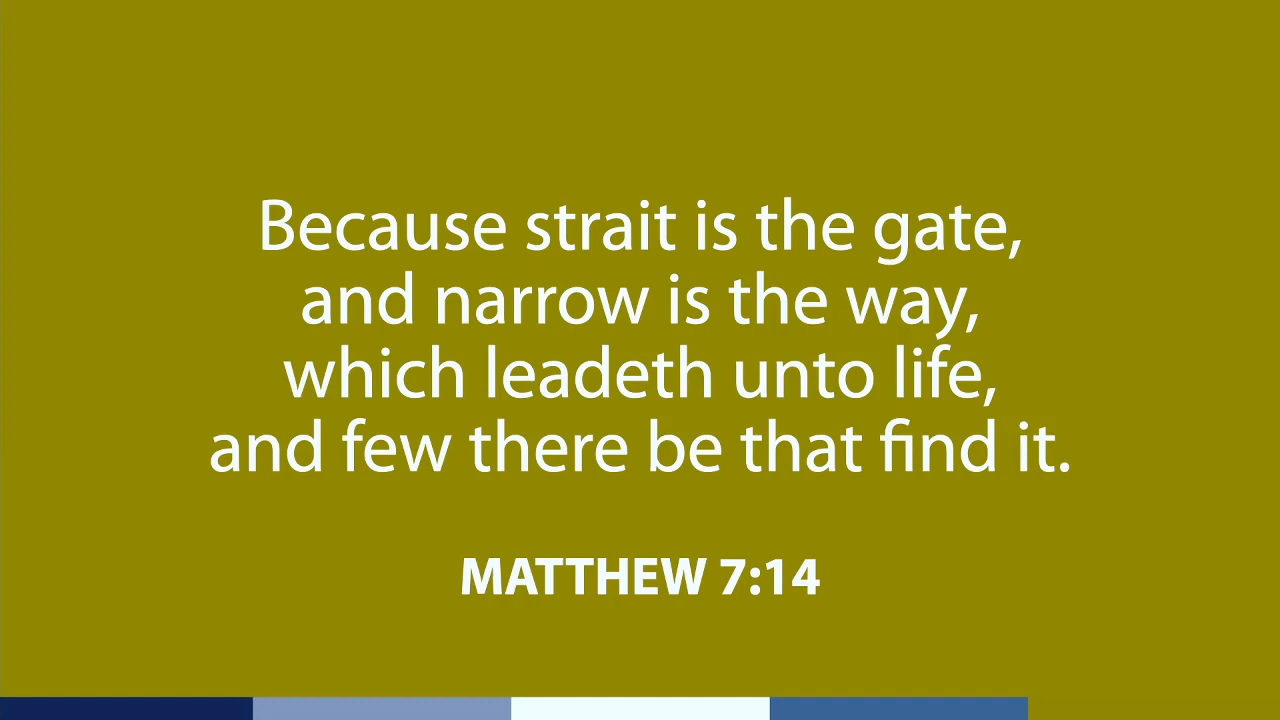 Because strait is the gate,
and narrow is the way,
which leadeth unto life,
and few there be that find it.
MATTHEW 7:14